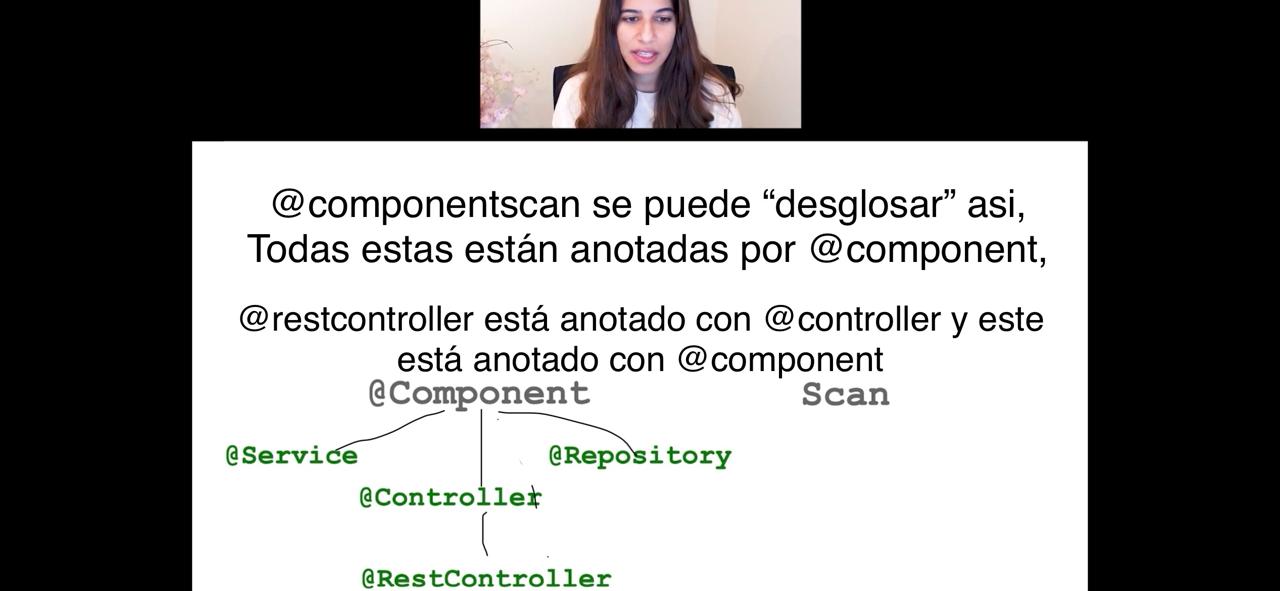 @componentscan se puede “desglosar” asi,
Todas estas están anotadas por @component,
@restcontroller está anotado con @controller y este
está anotado con @component
@Component Scan
@Service @Repository
@Controller
@RestController